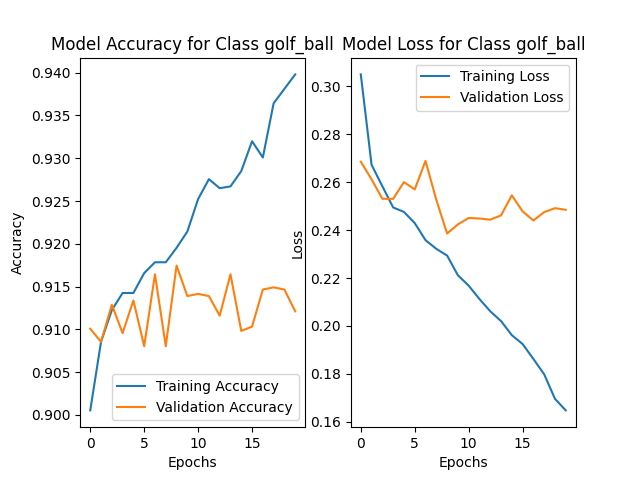 Model Accuracy for Class golf_ball
0.940
0.935
0.930
0.925
0.920
0.915
0.910
0.905
0.900
Accuracy
Training Accuracy
Validation Accuracy
0
5
10
15
Epochs
Model Loss for Class golf_ball
Training Loss
Validation Loss
0.30
0.28
0.26
0.24
0.22
0.20
0.18
0.16
Loss
0
5
10
15
Epochs